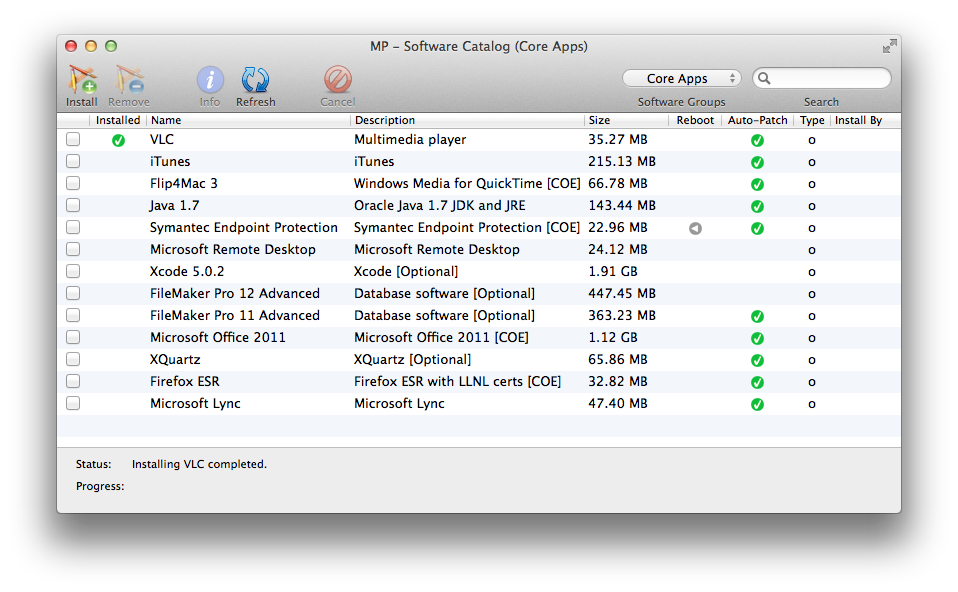 MP – Software Catalog (Core Apps)
Install Remove Info Refresh Cancel Core Apps Software Groups Search
Installed Name Description Size Reboot Auto-Patch Type Install By
VLC Multimedia player 35.27 MB o
iTunes iTunes 215.13 MB o
Flip4Mac 3 Windows Media for QuickTime [COE] 66.78 MB o
Java 1.7 Oracle Java 1.7 JDK and JRE 143.44 MB o
Symantec Endpoint Protection Symantec Endpoint Protection [COE] 22.96 MB o
Microsoft Remote Desktop Microsoft Remote Desktop 24.12 MB o
Xcode 5.0.2 Xcode [Optional] 1.91 GB o
FileMaker Pro 12 Advanced Database software [Optional] 447.45 MB o
FileMaker Pro 11 Advanced Database software [Optional] 363.23 MB o
Microsoft Office 2011 Microsoft Office 2011 [COE] 1.12 GB o
XQuartz XQuartz [Optional] 65.86 MB o
Firefox ESR Firefox ESR with LLNL certs [COE] 32.82 MB o
Microsoft Lync Microsoft Lync 47.40 MB o
Status: Installing VLC completed.
Progress: